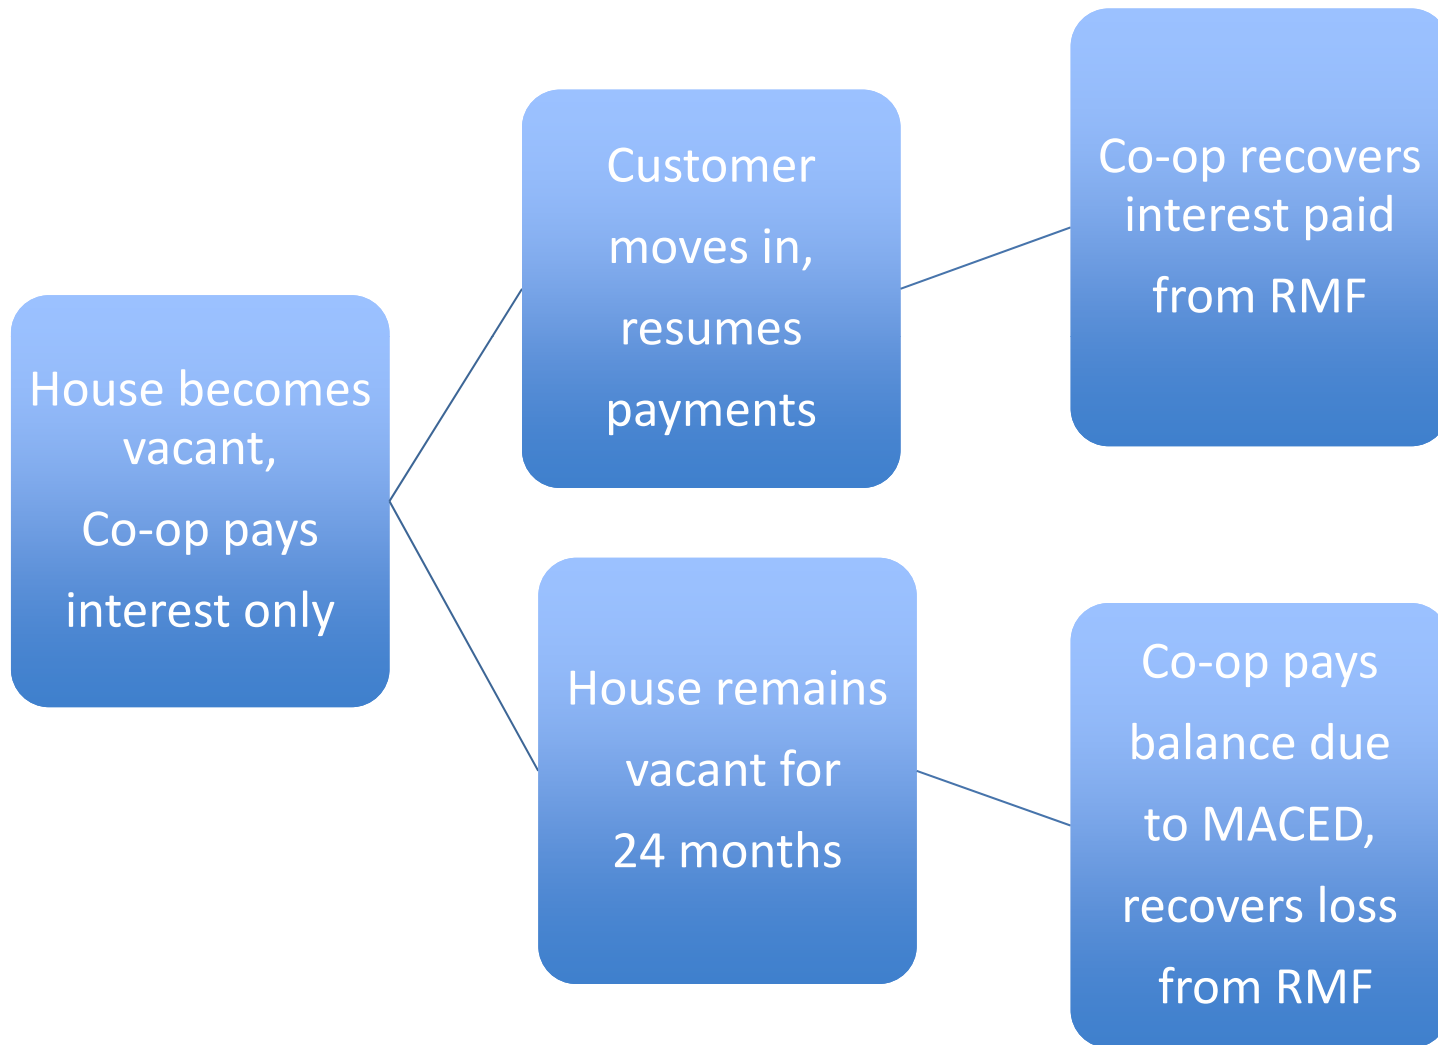 House becomes
vacant,
Co-op pays
interest only
Customer
moves in,
resumes
payments
Co-op recovers
interest paid
from RMF
House remains
vacant for
24 months
Co-op pays
balance due
to MACED,
recovers loss
from RMF